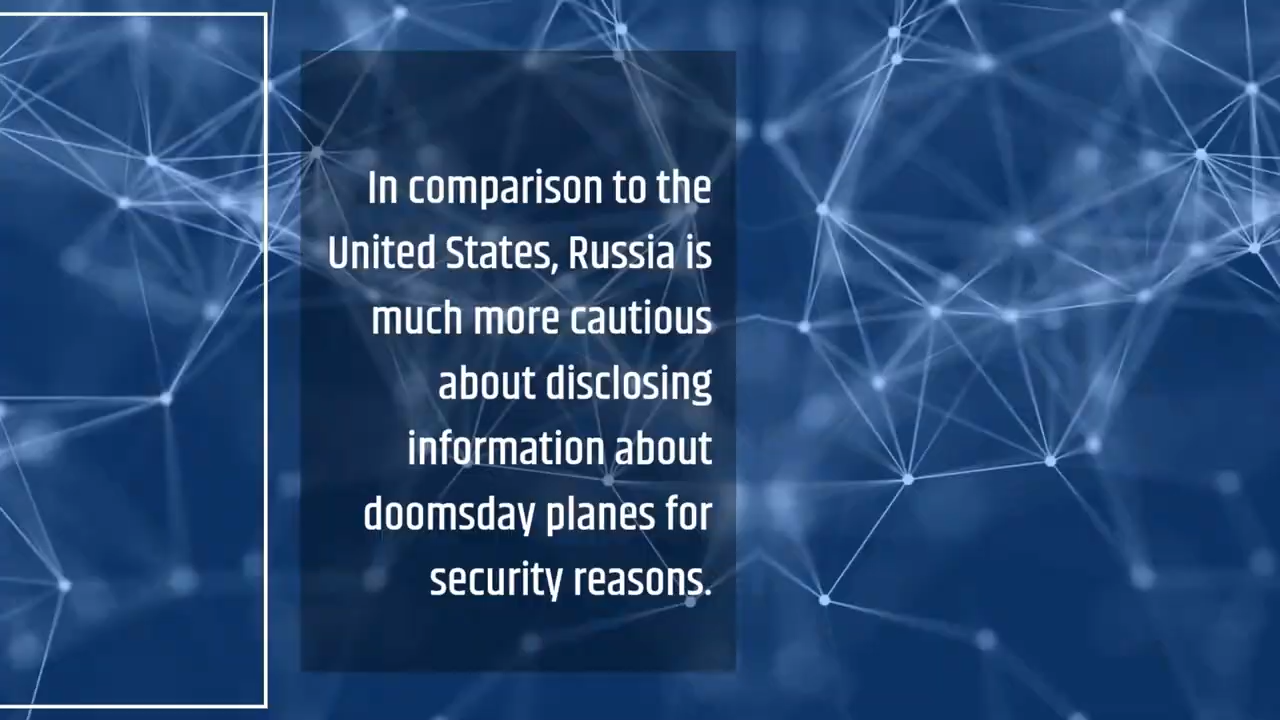 In comparison to the
United States, Russia is
much more cautious
about disclosing
information about
doomsday planes for
security reasons.